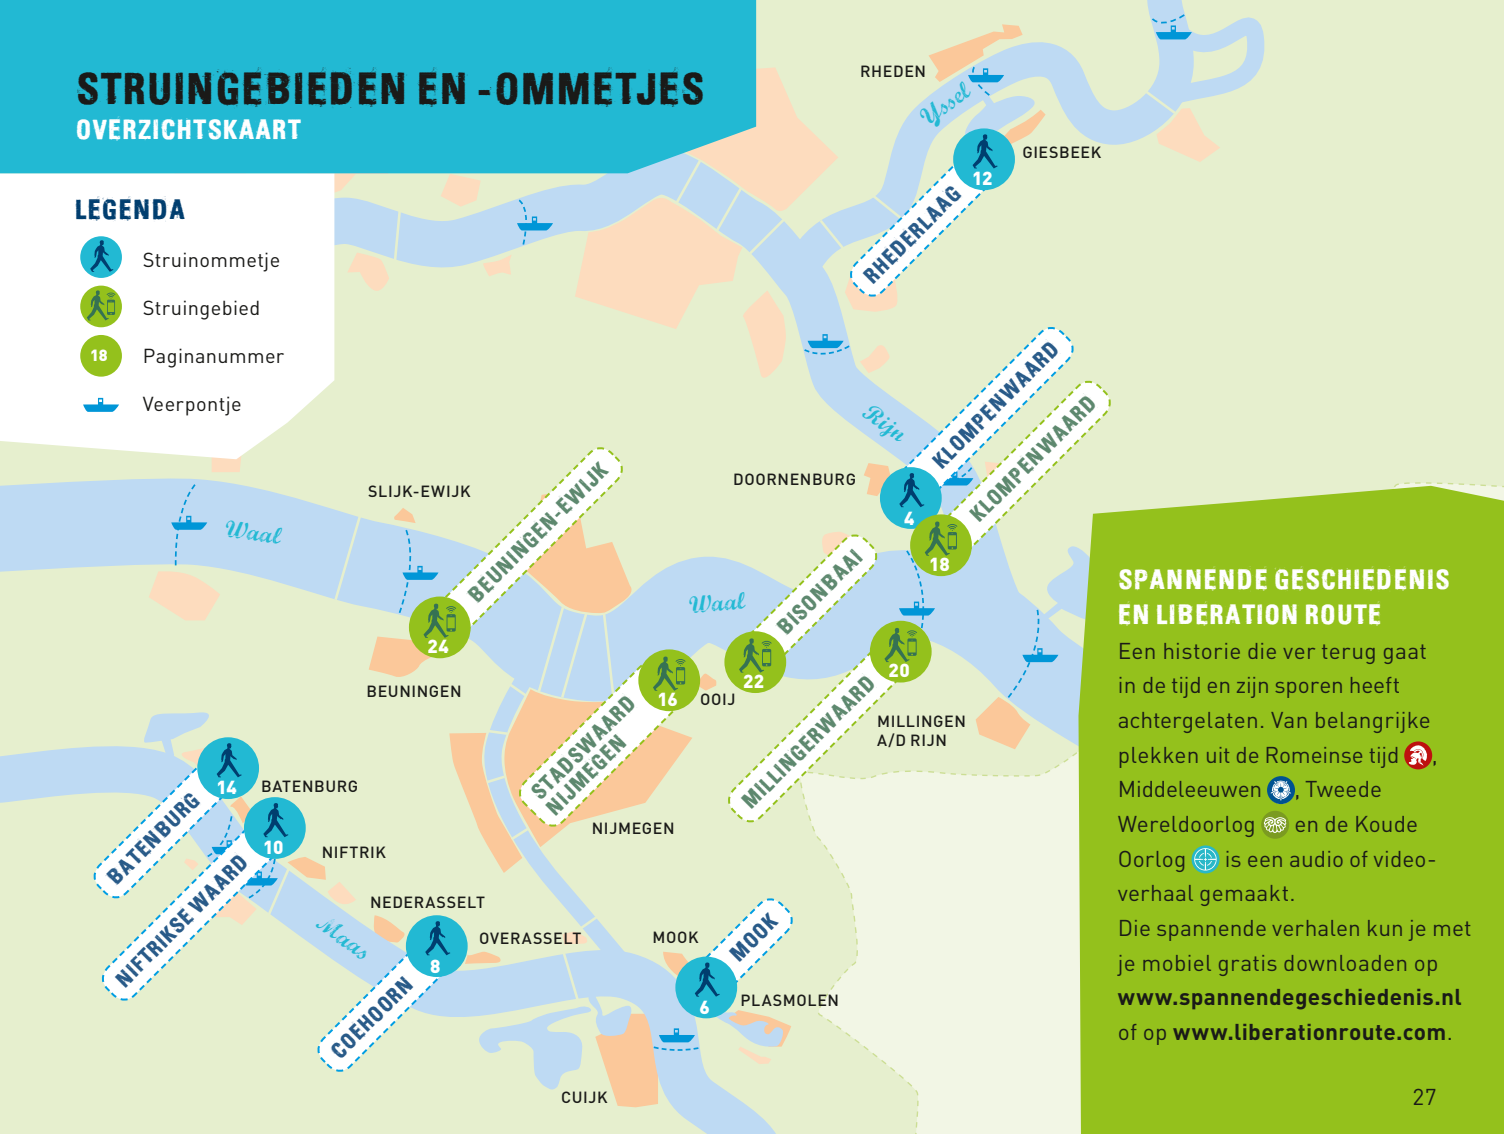 STRUINGEBIEDEN EN -OMMETJES
OVERZICHTSKAART
LEGENDA
Struinommetje
Struingebied
18
Paginanummer
Veerpontje
RHEDEN
Yssel
GIESBEEK
12
RHEDERLAAG
Rijn
KLOMPENWAARD
KLOMPENWAARD
DOORNENBURG
4
18
SLIJK-EWIJK
Waal
BEUNINGEN-EWIJK
24
BEUNINGEN
Waal
BISONBAAI
22
20
MILLINGERWAARD
MILLINGEN
A/D RIJN
16
OOIJ
STADSWAARD
NIJMEGEN
NIJMEGEN
14
BATENBURG
BATENBURG
10
NIFTRIK
NIFTRIKSE WAARD
Maas
NEDERASSELT
OVERASSELT
8
COEHOORN
MOOK
MOOK
6
PLASMOLEN
CUIJK
SPANNENDE GESCHIEDENIS
EN LIBERATION ROUTE
Een historie die ver terug gaat
in de tijd en zijn sporen heeft
achtergelaten. Van belangrijke
plekken uit de Romeinse tijd ,
Middeleeuwen , Tweede
Wereldoorlog en de Koude
Oorlog is een audio of video-
verhaal gemaakt.
Die spannende verhalen kun je met
je mobiel gratis downloaden op
www.spannendegeschiedenis.nl
of op www.liberationroute.com.
27